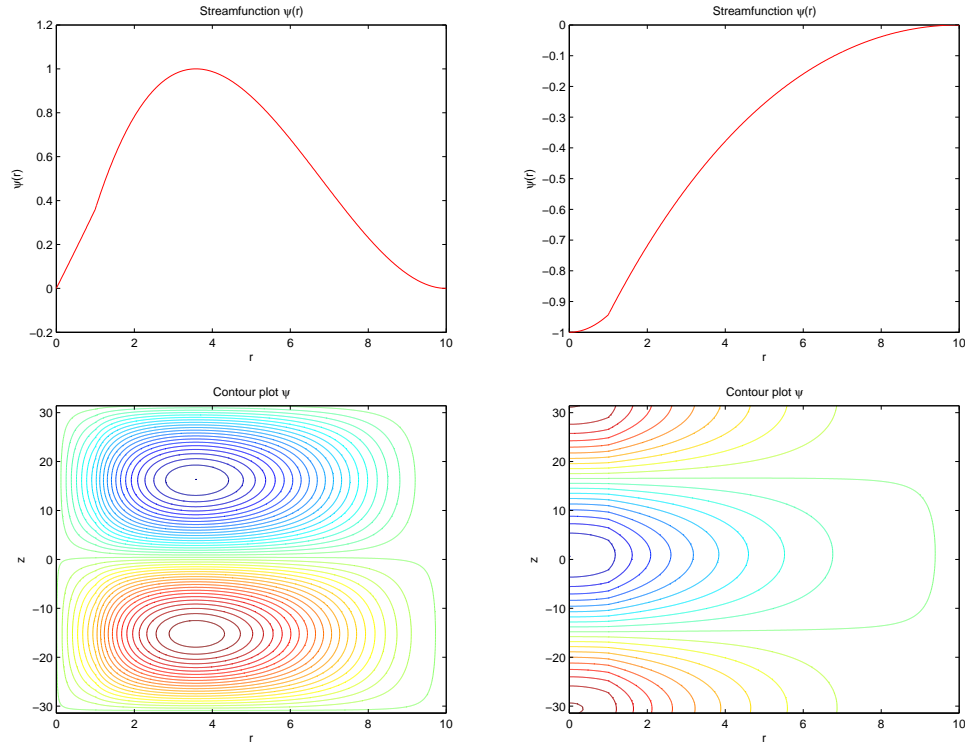 Streamfunction ψ(r)
1.2
1
0.8
0.6
0.4
0.2
0
−0.2
ψ(r)
0 2 4 6 8 10
r
Streamfunction ψ(r)
0
−0.1
−0.2
−0.3
−0.4
−0.5
−0.6
−0.7
−0.8
−0.9
−1
ψ(r)
0 2 4 6 8 10
r
Contour plot ψ
30
20
10
0
−10
−20
−30
z
0 2 4 6 8 10
r
Contour plot ψ
30
20
10
0
−10
−20
−30
z
0 2 4 6 8 10
r